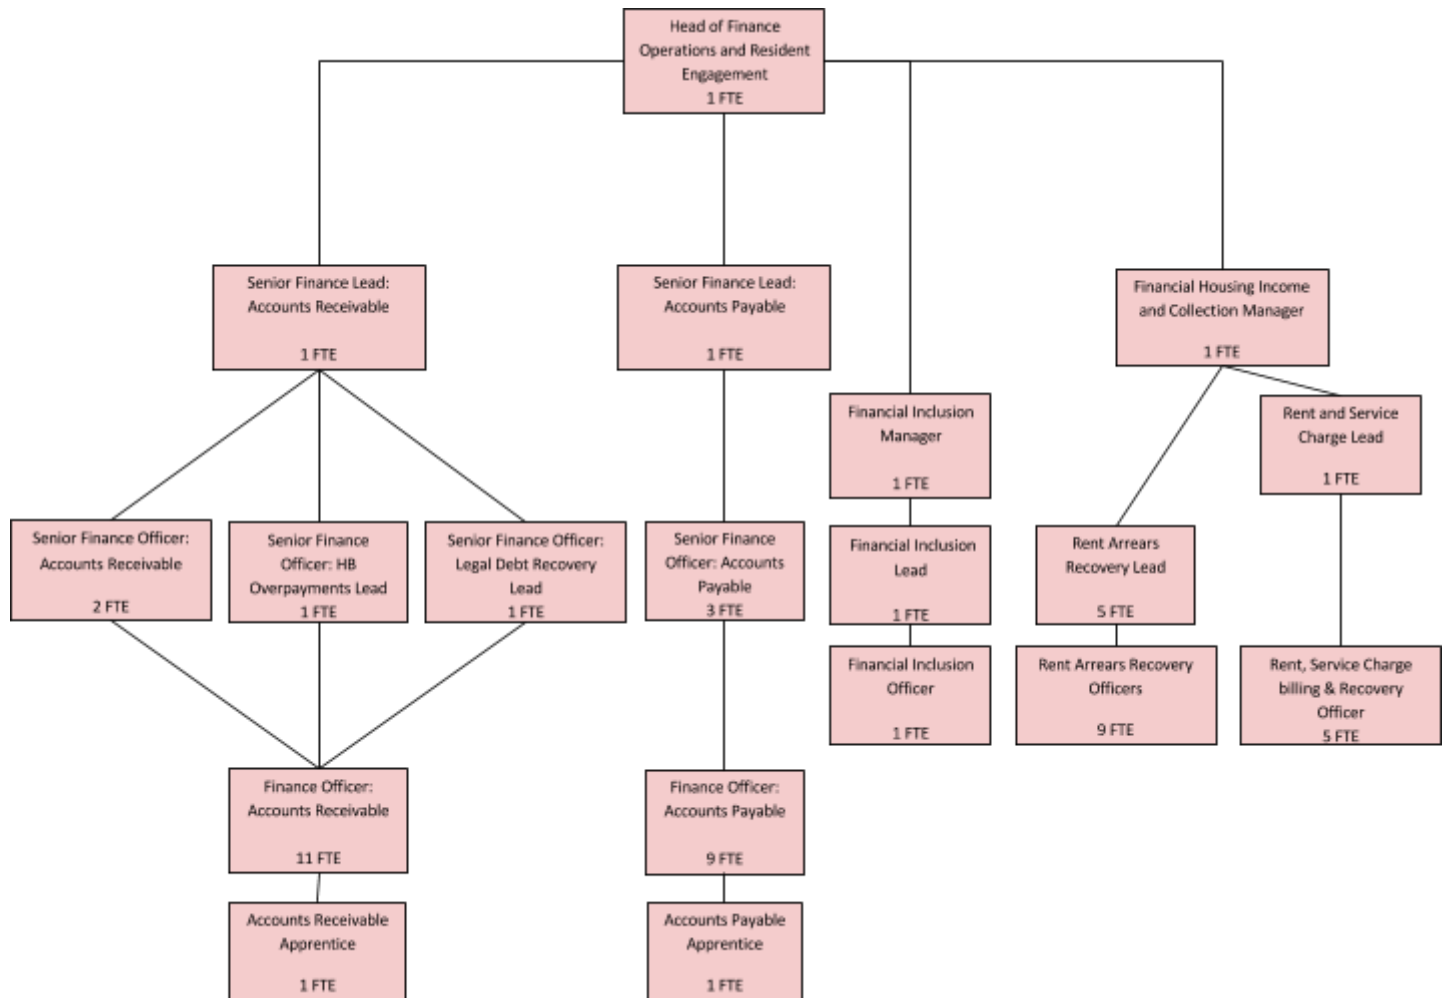 Head of Finance
Operations and Resident
Engagement
1 FTE
Senior Finance Lead:
Accounts Receivable
1 FTE
Senior Finance Lead:
Accounts Payable
1 FTE
Financial Housing Income
and Collection Manager
1 FTE
Financial Inclusion
Manager
1 FTE
Rent and Service
Charge Lead
1 FTE
Senior Finance Officer:
Accounts Receivable
2 FTE
Senior Finance
Officer: HB
Overpayments Lead
1 FTE
Senior Finance Officer:
Legal Debt Recovery
Lead
1 FTE
Senior Finance
Officer: Accounts
Payable
3 FTE
Financial Inclusion
Lead
1 FTE
Rent Arrears
Recovery Lead
5 FTE
Financial Inclusion
Officer
1 FTE
Rent Arrears Recovery
Officers
9 FTE
Rent, Service Charge
billing & Recovery
Officer
5 FTE
Finance Officer:
Accounts Receivable
11 FTE
Finance Officer:
Accounts Payable
9 FTE
Accounts Receivable
Apprentice
1 FTE
Accounts Payable
Apprentice
1 FTE